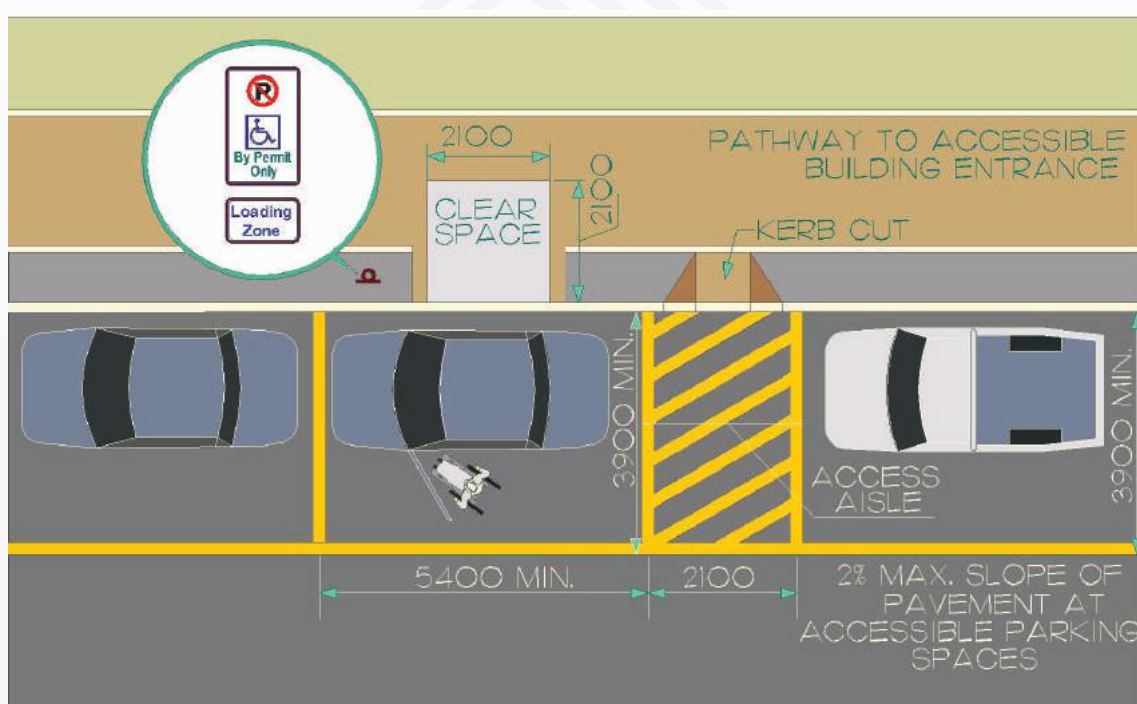 P
By Permit
Only
Loading
Zone
2100
2100
CLEAR
SPACE
PATHWAY TO ACCESSIBLE
BUILDING ENTRANCE
KERB CUT
3900 MIN.
ACCESS
AISLE
3900 MIN.
5400 MIN.
2100
2% MAX. SLOPE OF
PAVEMENT AT
ACCESSIBLE PARKING
SPACES